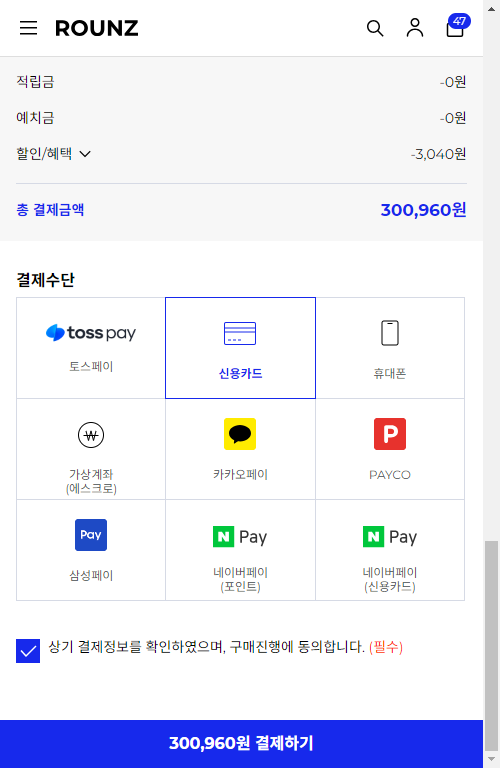 ROUNZ
47
적립금 -0원
예치금 -0원
할인/혜택 -3,040원
총 결제금액 300,960원
결제수단
toss pay
토스페이
신용카드
휴대폰
가상계좌
(에스크로)
카카오페이
P
PAYCO
Pay
삼성페이
N Pay
네이버페이
(포인트)
N Pay
네이버페이
(신용카드)
상기 결제정보를 확인하였으며, 구매진행에 동의합니다. (필수)
300,960원 결제하기